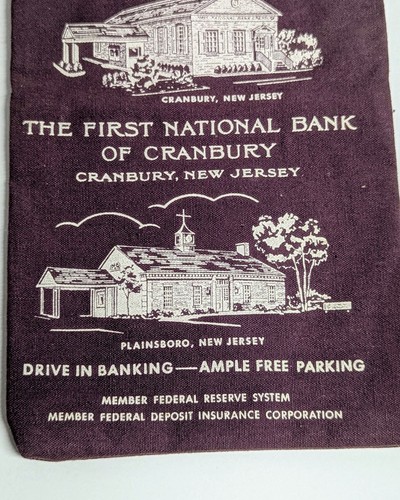 CRANBURY, NEW JERSEY
THE FIRST NATIONAL BANK
OF CRANBURY
CRANBURY, NEW JERSEY
PLAINSBORO, NEW JERSEY
DRIVE IN BANKING — AMPLE FREE PARKING
MEMBER FEDERAL RESERVE SYSTEM
MEMBER FEDERAL DEPOSIT INSURANCE CORPORATION